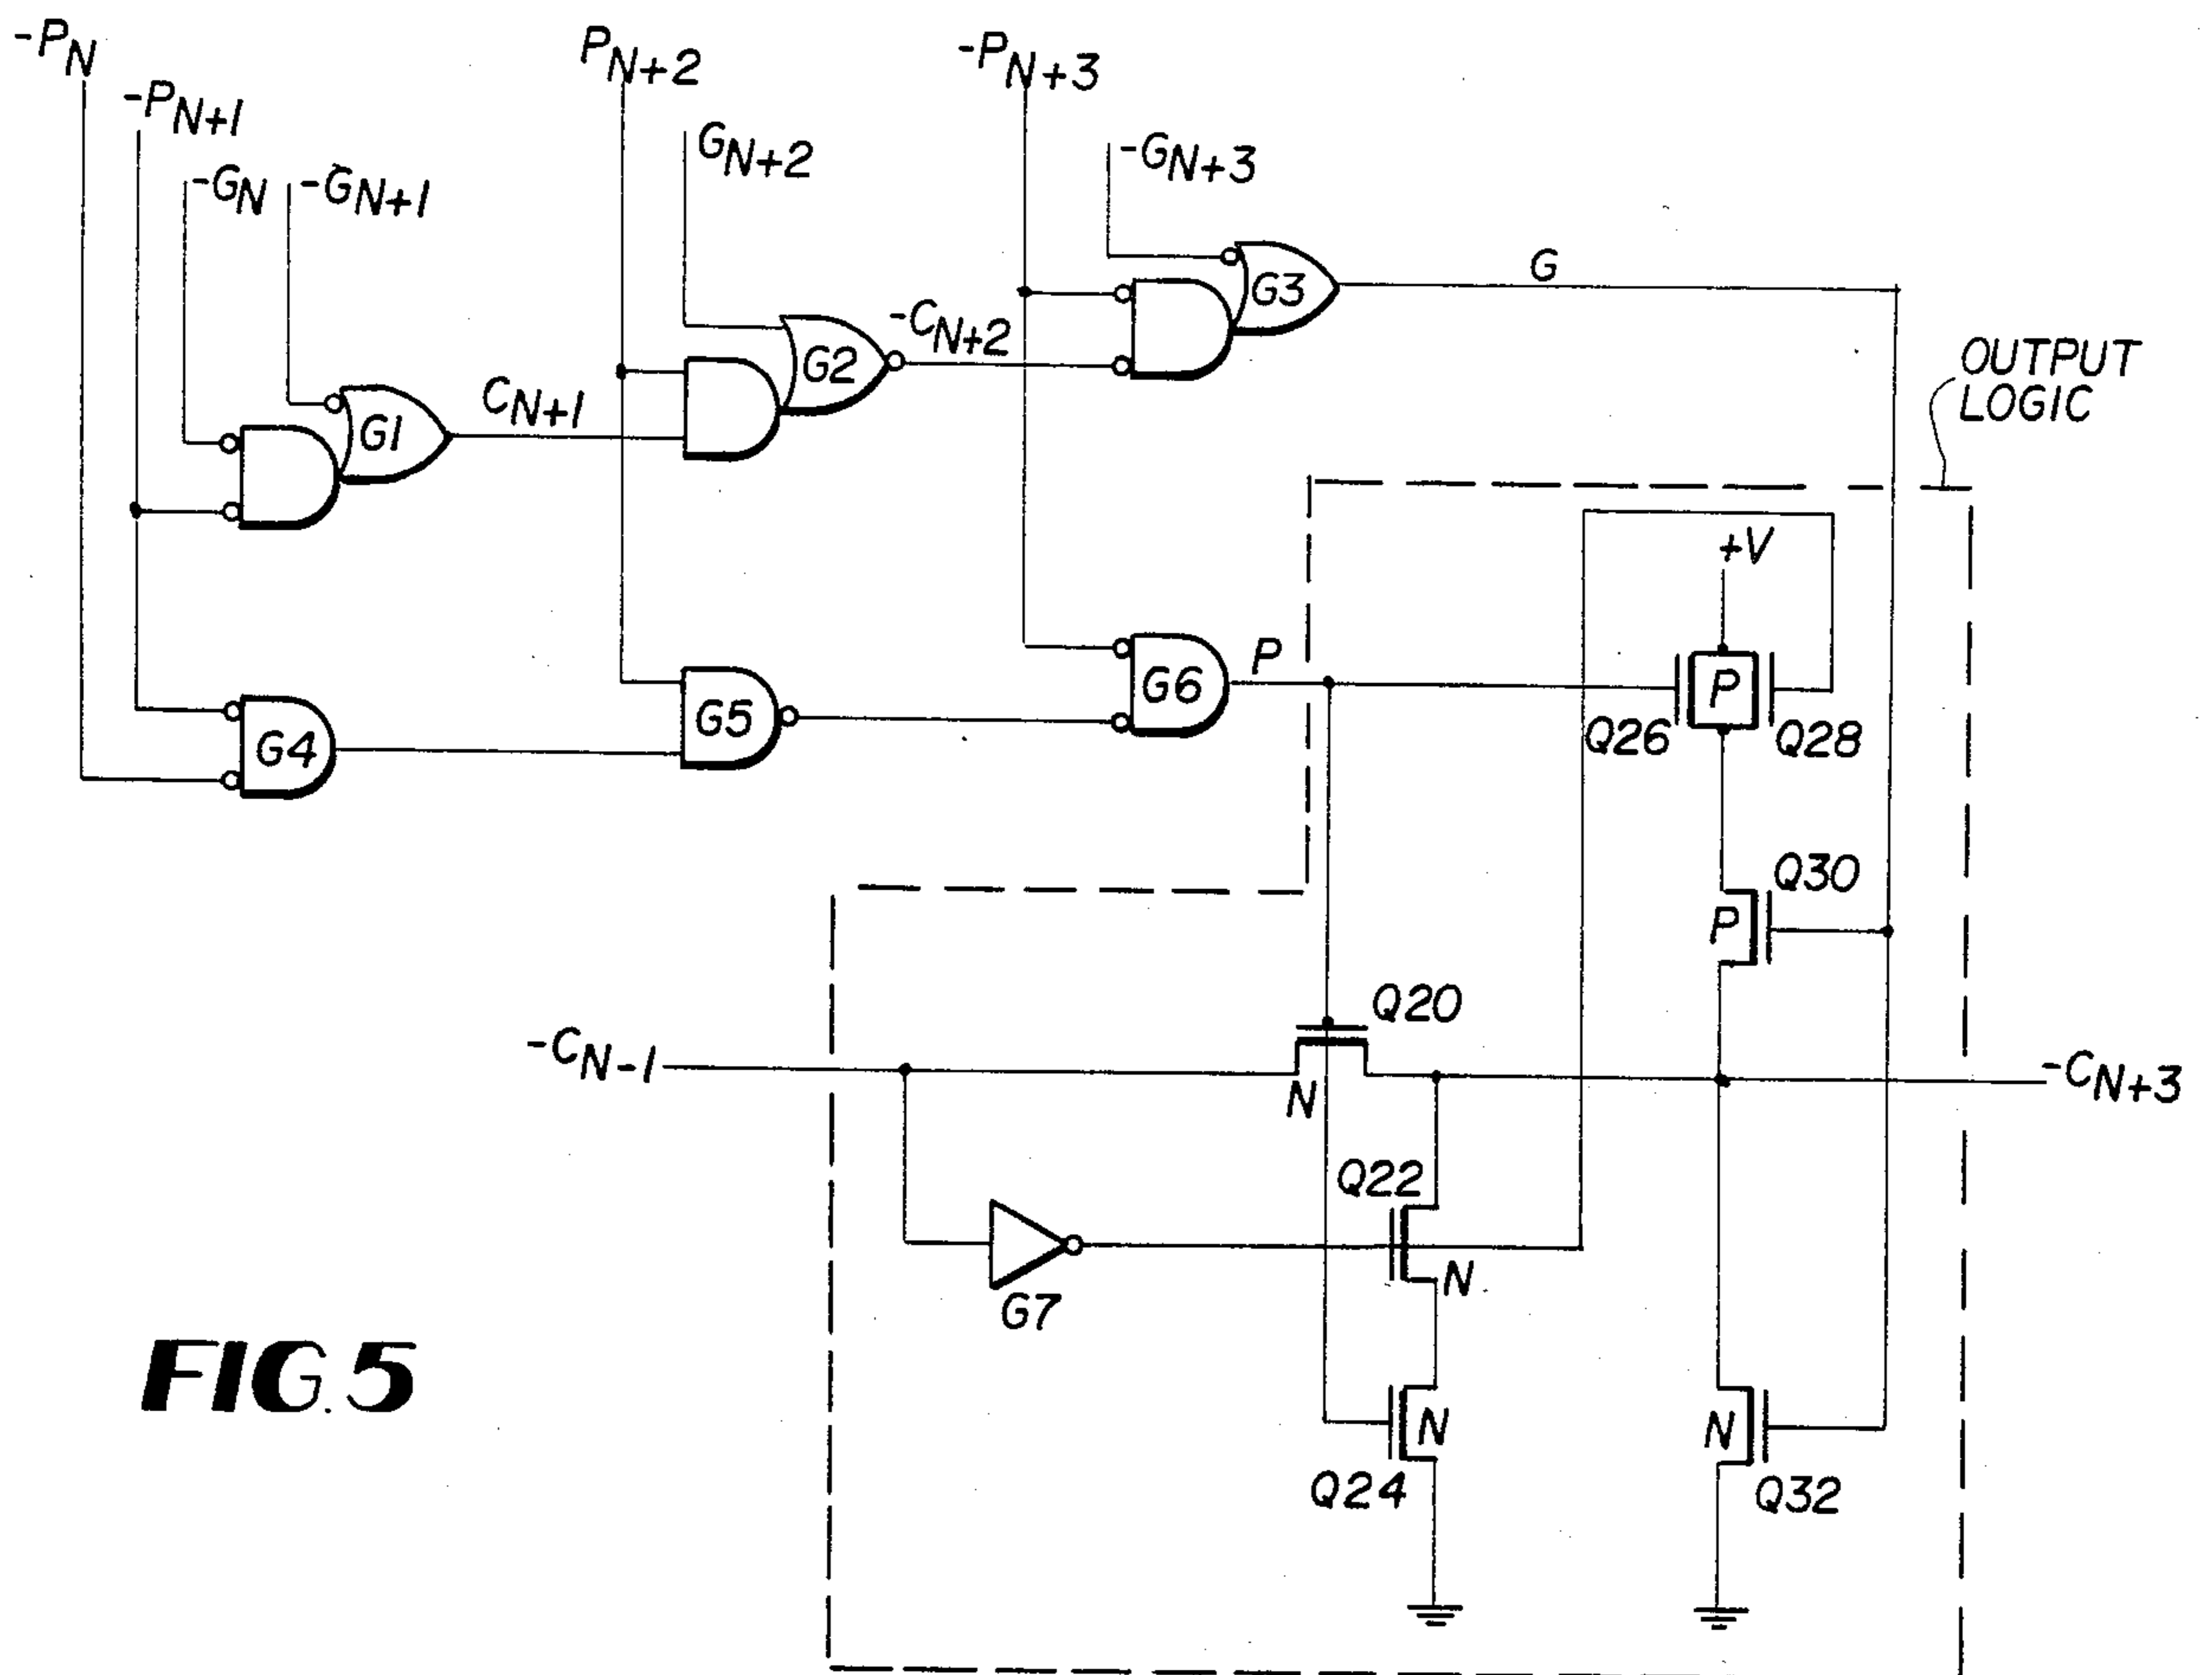 -PN
PN+2
-PN+3
-PN+1
GN+2
-GN+3
-GN
-GN+1
G
G3
-CN+2
G2
OUTPUT
LOGIC
CN+1
G1
+V
P
G6
P
G5
Q26
Q28
G4
Q30
P
Q20
-CN-1
-CN+3
N
Q22
N
G7
FIG. 5
N
N
Q24
Q32